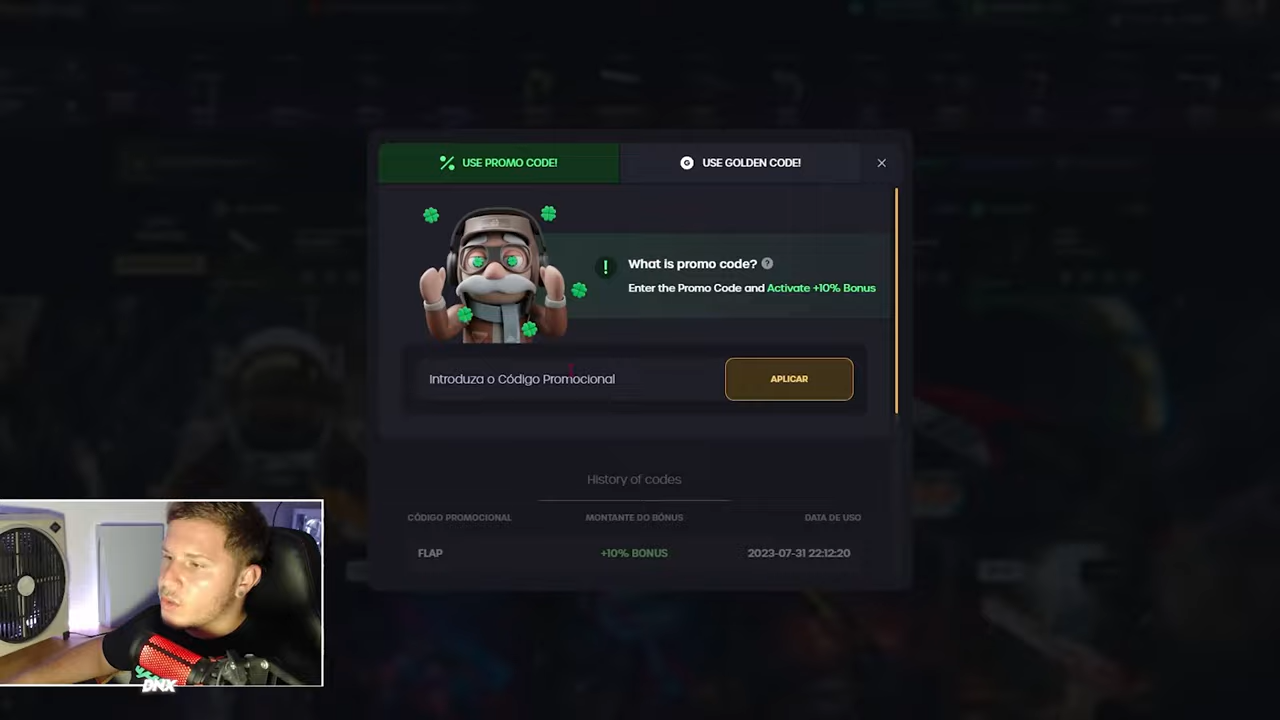 USE PROMO CODE!
USE GOLDEN CODE!
What is promo code?
Enter the Promo Code and Activate +10% Bonus
Introduza o Código Promocional
APLICAR
History of codes
CÓDIGO PROMOCIONAL MONTANTE DO BÓNUS DATA DE USO
FLAP +10% BONUS 2023-07-31 22:12:20
DNX